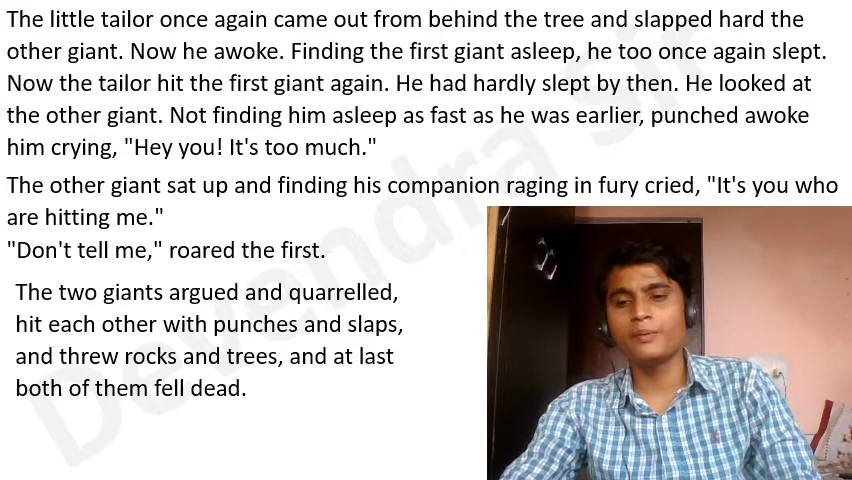 The little tailor once again came out from behind the tree and slapped hard the
other giant. Now he awoke. Finding the first giant asleep, he too once again slept.
Now the tailor hit the first giant again. He had hardly slept by then. He looked at
the other giant. Not finding him asleep as fast as he was earlier, punched awoke
him crying, "Hey you! It's too much."
The other giant sat up and finding his companion raging in fury cried, "It's you who
are hitting me."
"Don't tell me," roared the first.
The two giants argued and quarrelled,
hit each other with punches and slaps,
and threw rocks and trees, and at last
both of them fell dead.
Devendra Sir